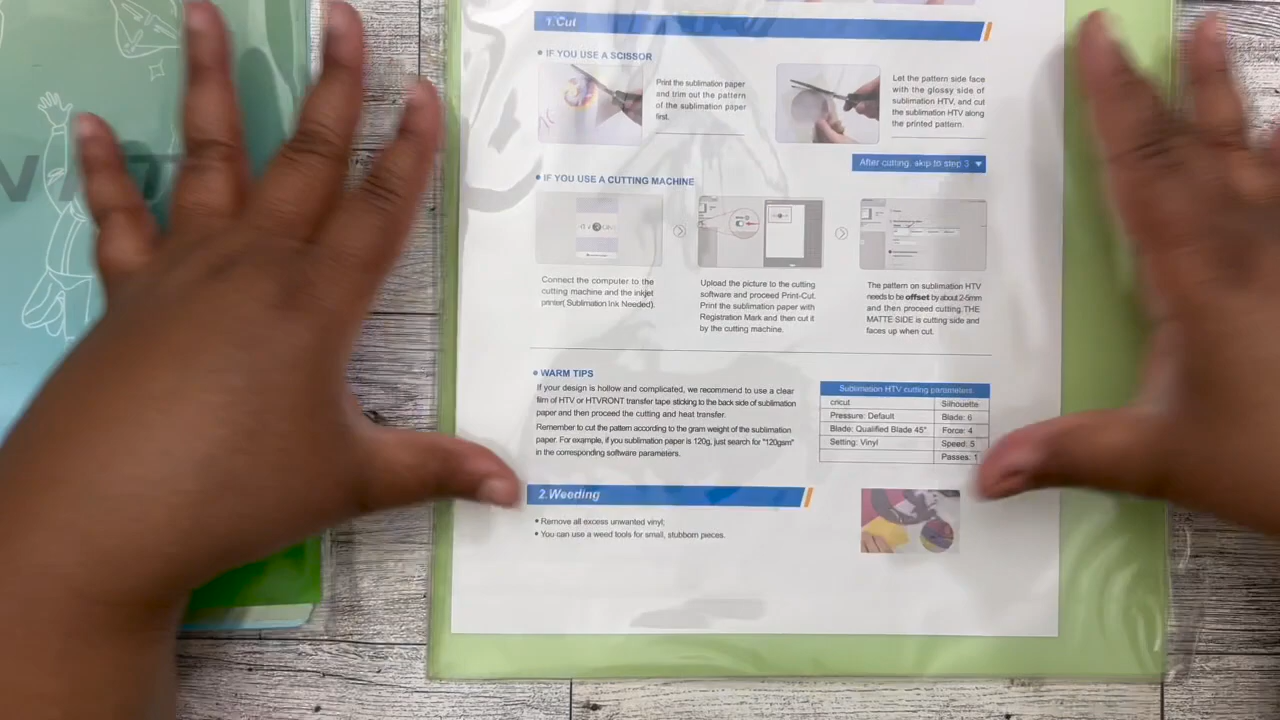 1.Cut
IF YOU USE A SCISSOR
Print the sublimation paper
and trim out the pattern
of the sublimation paper
first.
Let the pattern side face
with the glossy side of
sublimation HTV, and cut
the sublimation HTV along
the printed pattern.
After cutting, skip to step 3
IF YOU USE A CUTTING MACHINE
Connect the computer to the
cutting machine and the inkjet
printer( Sublimation Ink Needed).
Upload the picture to the cutting
software and proceed Print-Cut.
Print the sublimation paper with
Registration Mark and then cut it
by the cutting machine.
The pattern on sublimation HTV
needs to be offset by about 2-5mm
and then proceed cutting.THE
MATTE SIDE is cutting side and
faces up when cut.
WARM TIPS
If your design is hollow and complicated, we recommend to use a clear
film of HTV or HTVRONT transfer tape sticking to the back side of sublimation
paper and then proceed the cutting and heat transfer.
Remember to cut the pattern according to the gram weight of the sublimation
paper. For example, if you sublimation paper is 120g, just search for "120gsm"
in the corresponding software parameters.
Sublimation HTV cutting parameters
cricut Silhouette
Pressure: Default Blade: 6
Blade: Qualified Blade 45° Force: 4
Setting: Vinyl Speed: 5
Passes: 1
2.Weeding
Remove all excess unwanted vinyl;
You can use a weed tools for small, stubborn pieces.